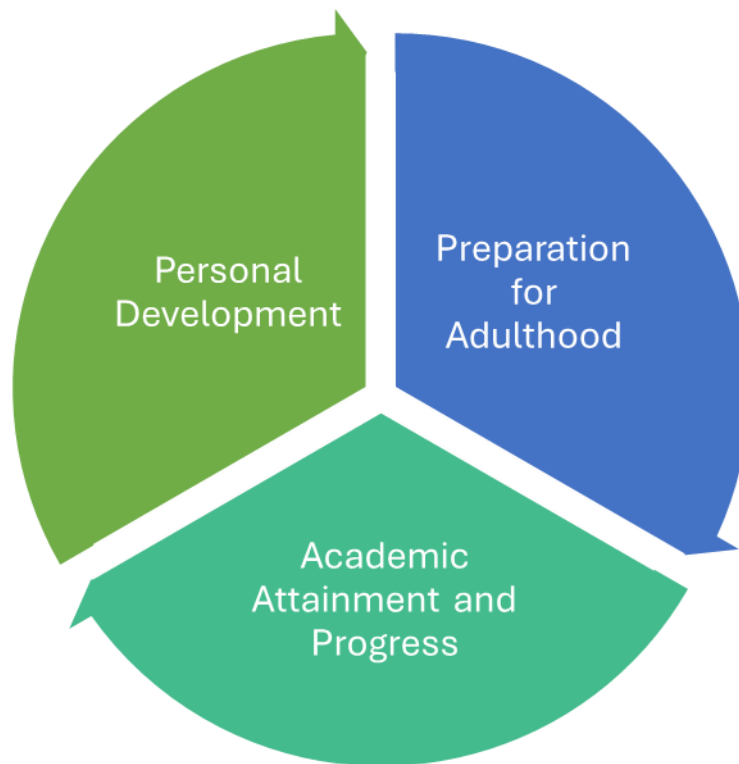 Personal
Development
Preparation
for
Adulthood
Academic
Attainment and
Progress